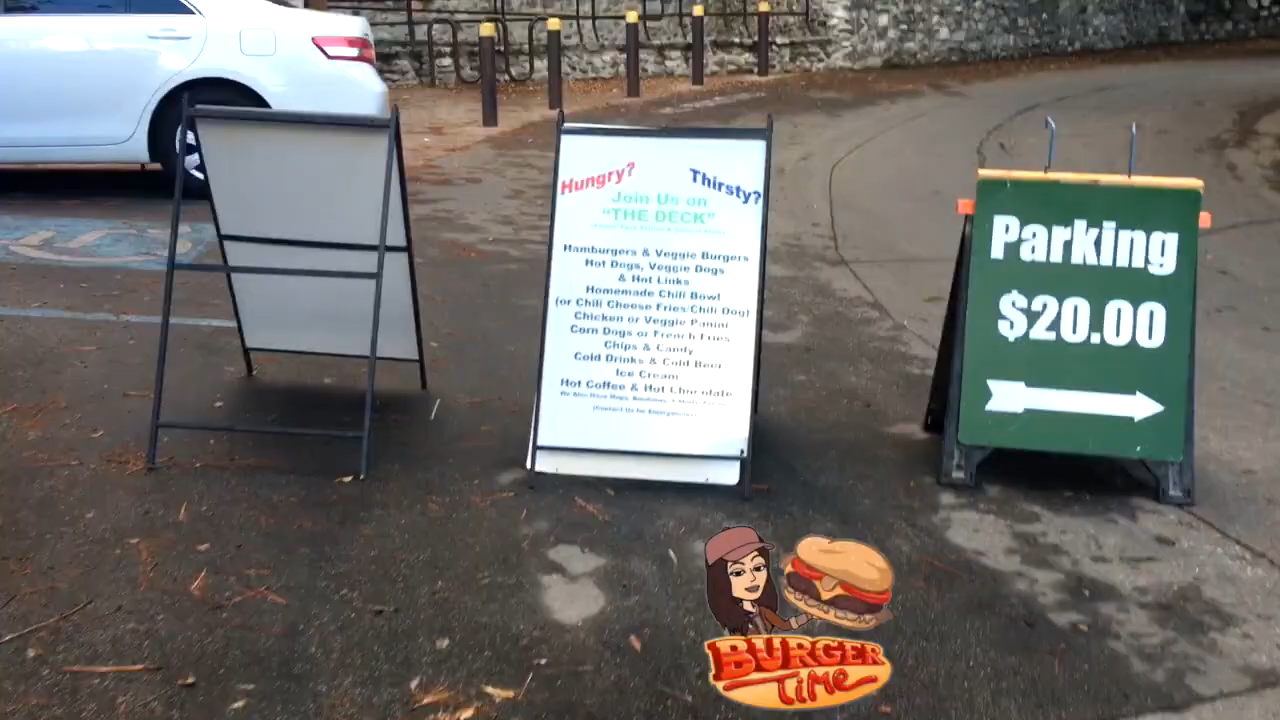 Hungry? Thirsty?
Join Us on
"THE DECK"
Hamburgers & Veggie Burgers
Hot Dogs, Veggie Dogs
& Hot Links
Homemade Chili Bowl
(or Chili Cheese Fries/Chili Dog)
Chicken or Veggie Panini
Corn Dogs or French Fries
Chips & Candy
Cold Drinks & Cold Beer
Ice Cream
Hot Coffee & Hot Chocolate
Parking
$20.00
BURGER
TIME